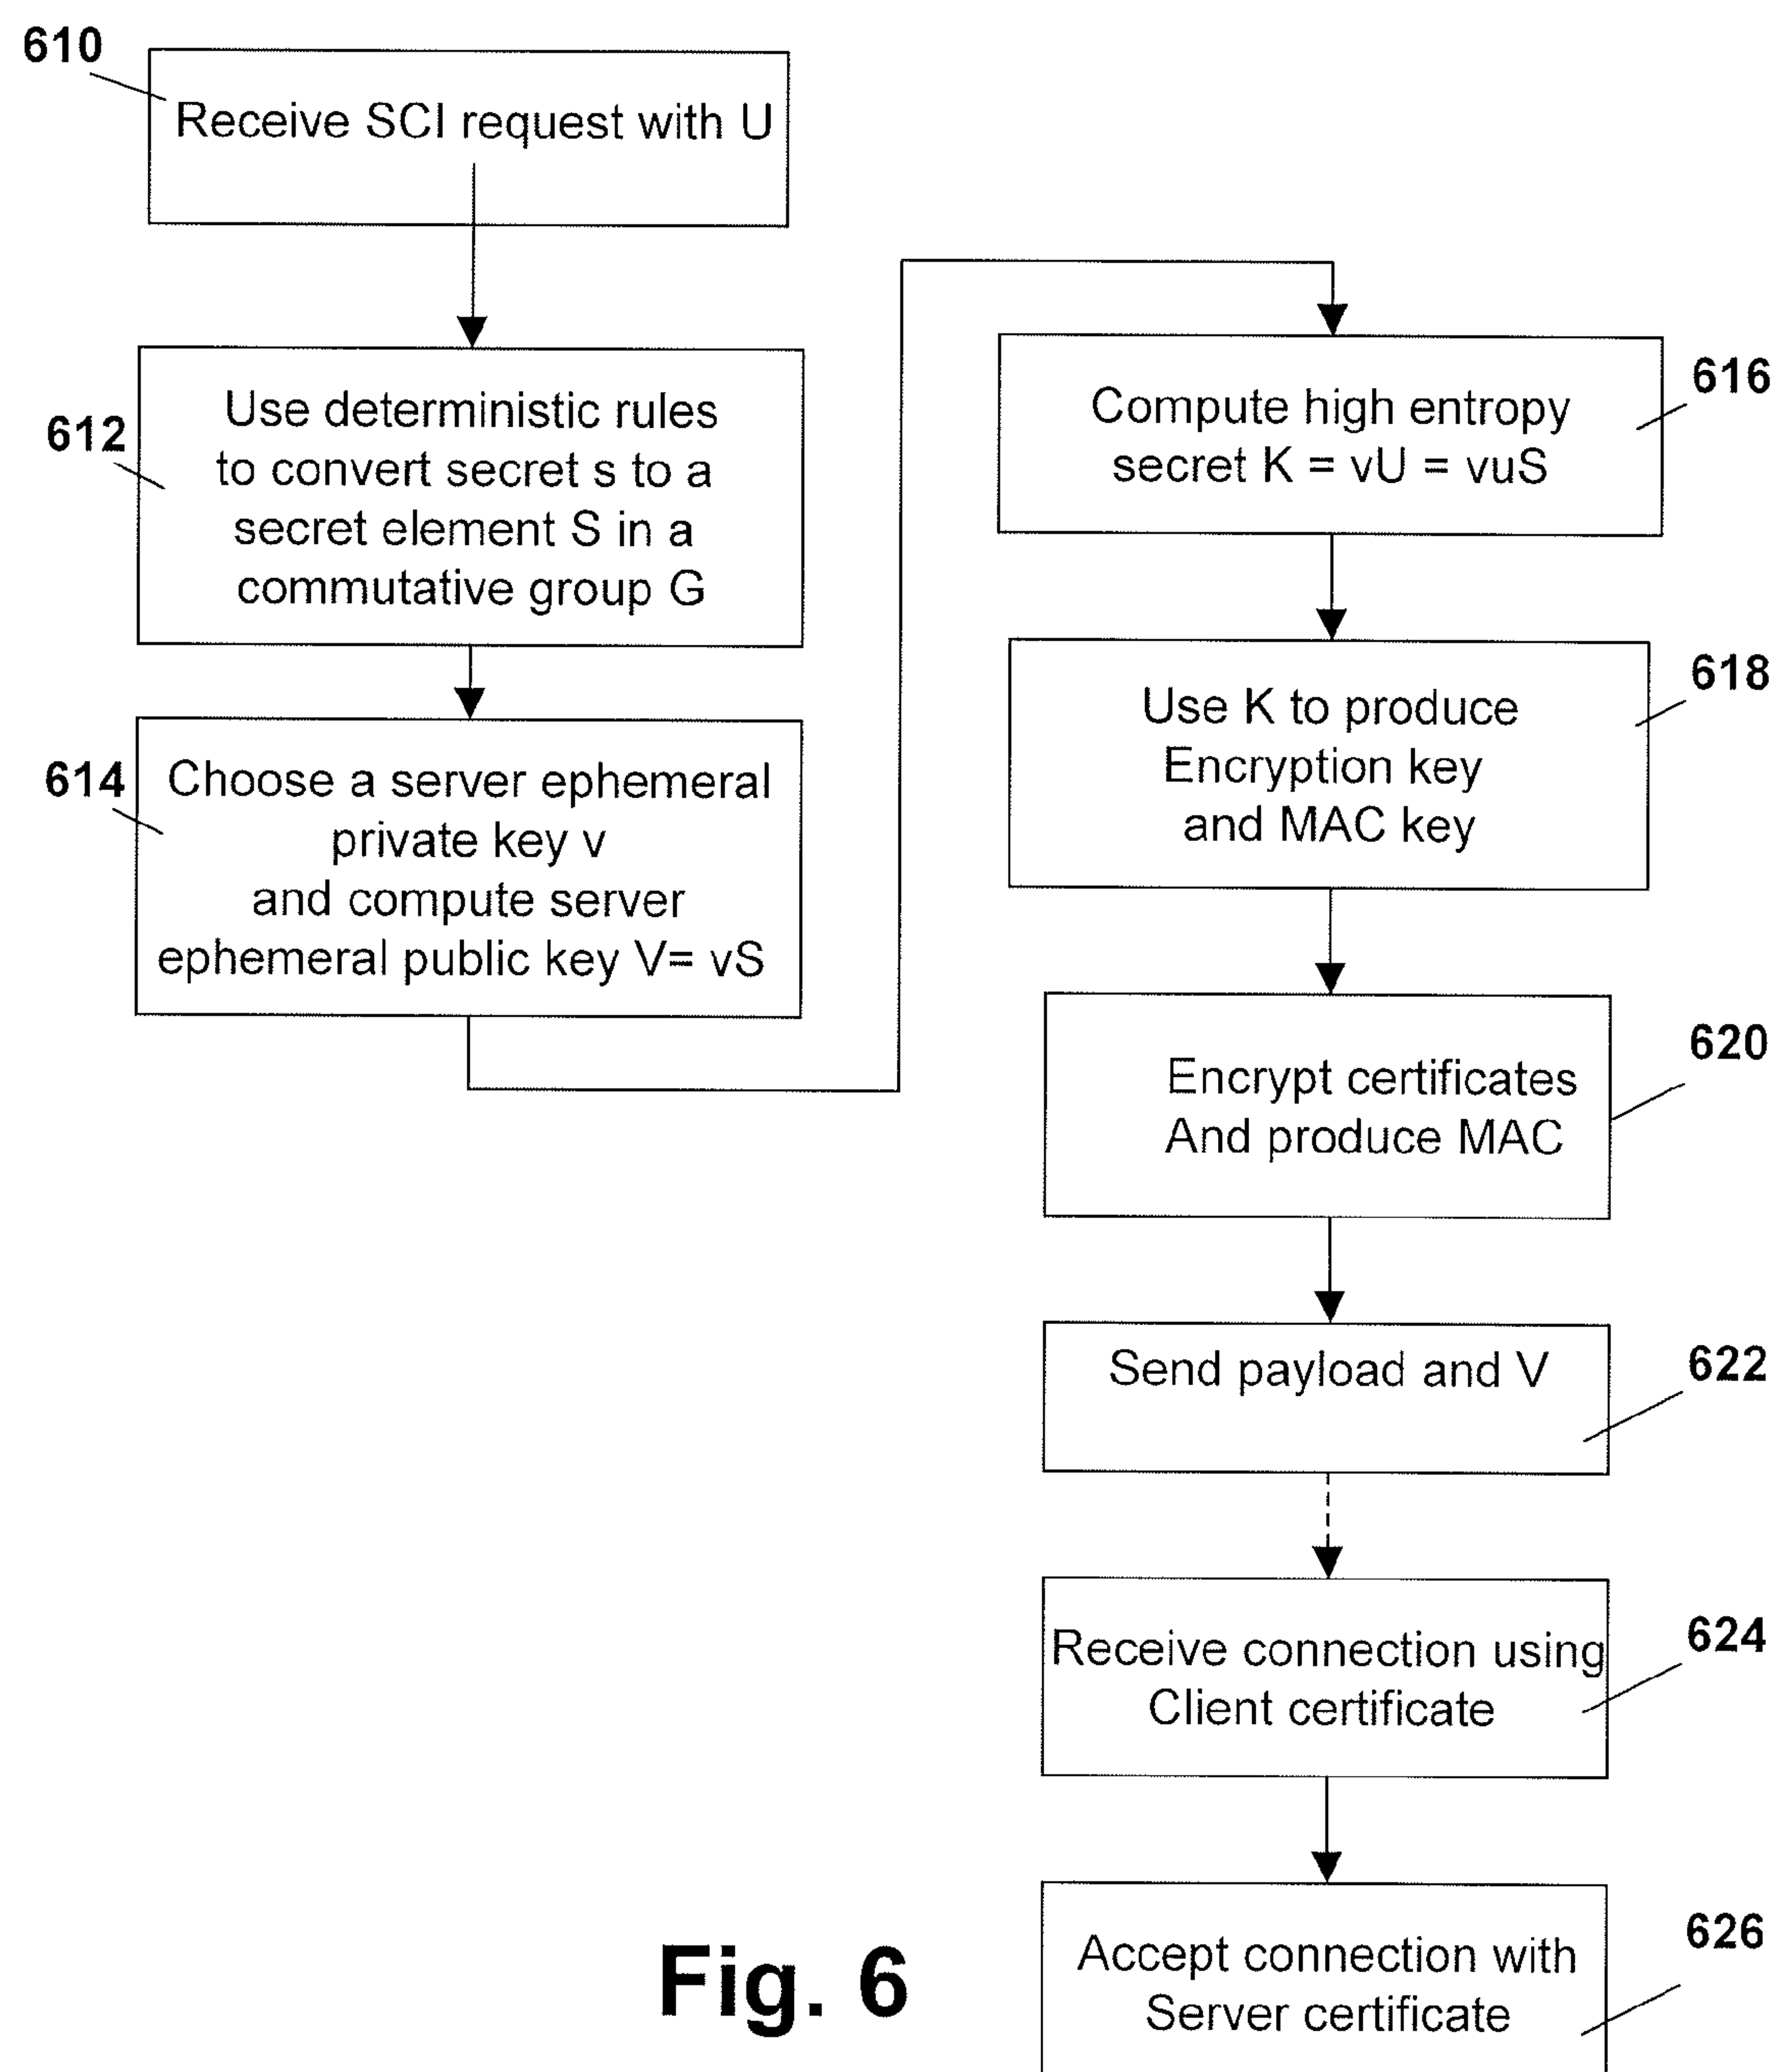 610
Receive SCI request with U
612
Use deterministic rules
to convert secret s to a
secret element S in a
commutative group G
614
Choose a server ephemeral
private key v
and compute server
ephemeral public key V= vS
616
Compute high entropy
secret K = vU = vuS
618
Use K to produce
Encryption key
and MAC key
620
Encrypt certificates
And produce MAC
622
Send payload and V
624
Receive connection using
Client certificate
626
Accept connection with
Server certificate
Fig. 6